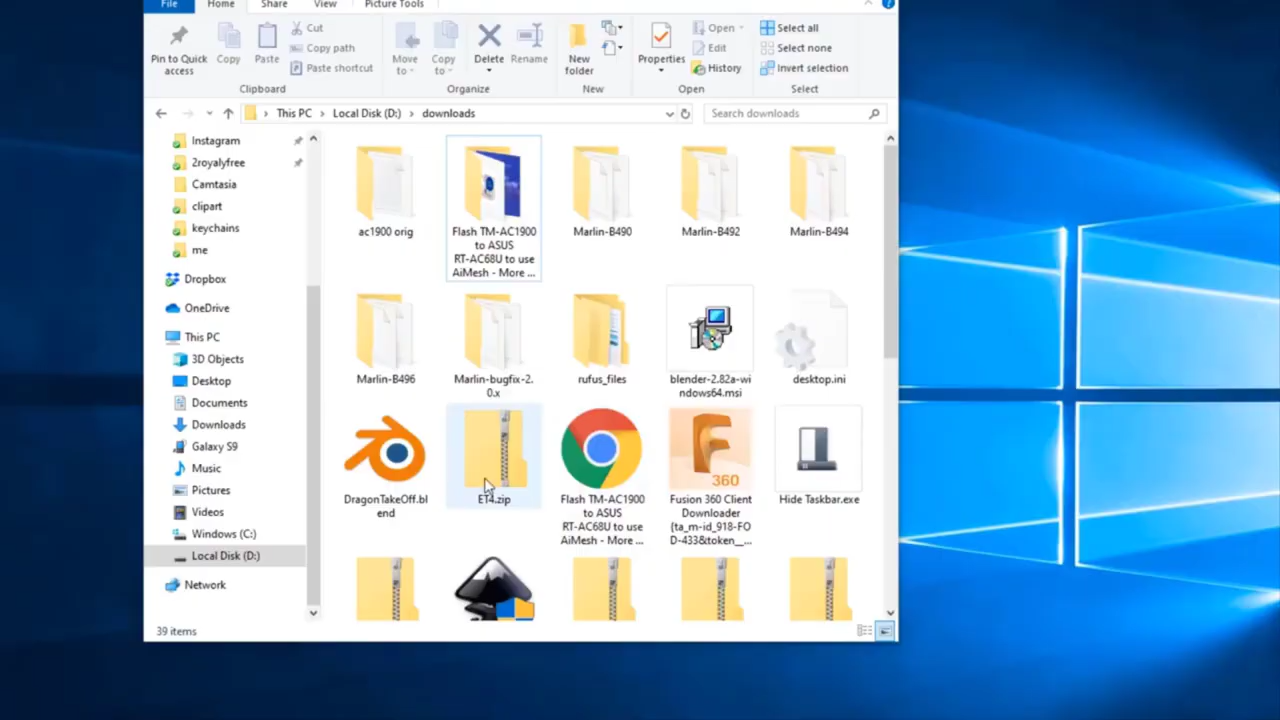 File Home Share View Picture Tools
Pin to Quick
access
Copy
Paste
Cut
Copy path
Paste shortcut
Clipboard
Move
to
Copy
to
Delete
Rename
Organize
New
folder
New
Properties
Open
Edit
History
Open
Select all
Select none
Invert selection
Select
This PC > Local Disk (D:) > downloads
Search downloads
Instagram
2royalyfree
Camtasia
clipart
keychains
me
Dropbox
OneDrive
This PC
3D Objects
Desktop
Documents
Downloads
Galaxy S9
Music
Pictures
Videos
Windows (C:)
Local Disk (D:)
Network
ac1900 orig
Flash TM-AC1900
to ASUS
RT-AC68U to use
AiMesh - More ...
Marlin-B490
Marlin-B492
Marlin-B494
Marlin-B496
Marlin-bugfix-2.
0.x
rufus_files
blender-2.82a-wi
ndows64.msi
desktop.ini
DragonTakeOff.bl
end
ET4.zip
Flash TM-AC1900
to ASUS
RT-AC68U to use
AiMesh - More ...
360
Fusion 360 Client
Downloader
(ta_m-id_918-FO
D-433&token__...
Hide Taskbar.exe
39 items